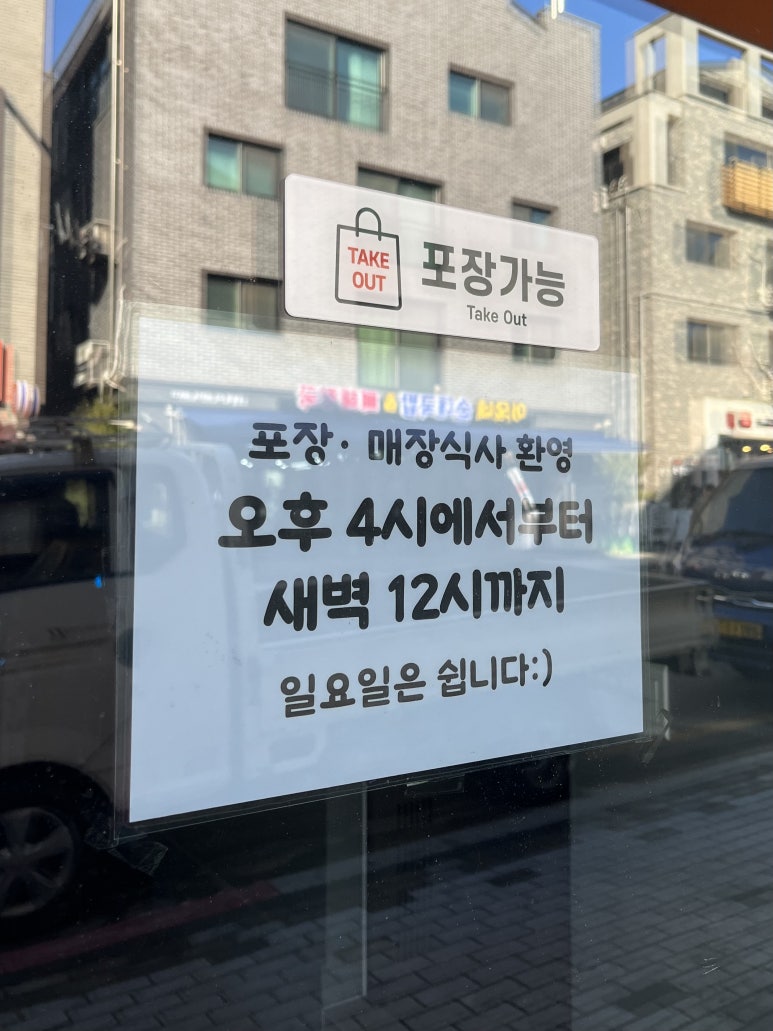 TAKE
OUT
포장가능
Take Out
포장· 매장식사 환영
오후 4시에서부터
새벽 12시까지
일요일은 쉽니다:)